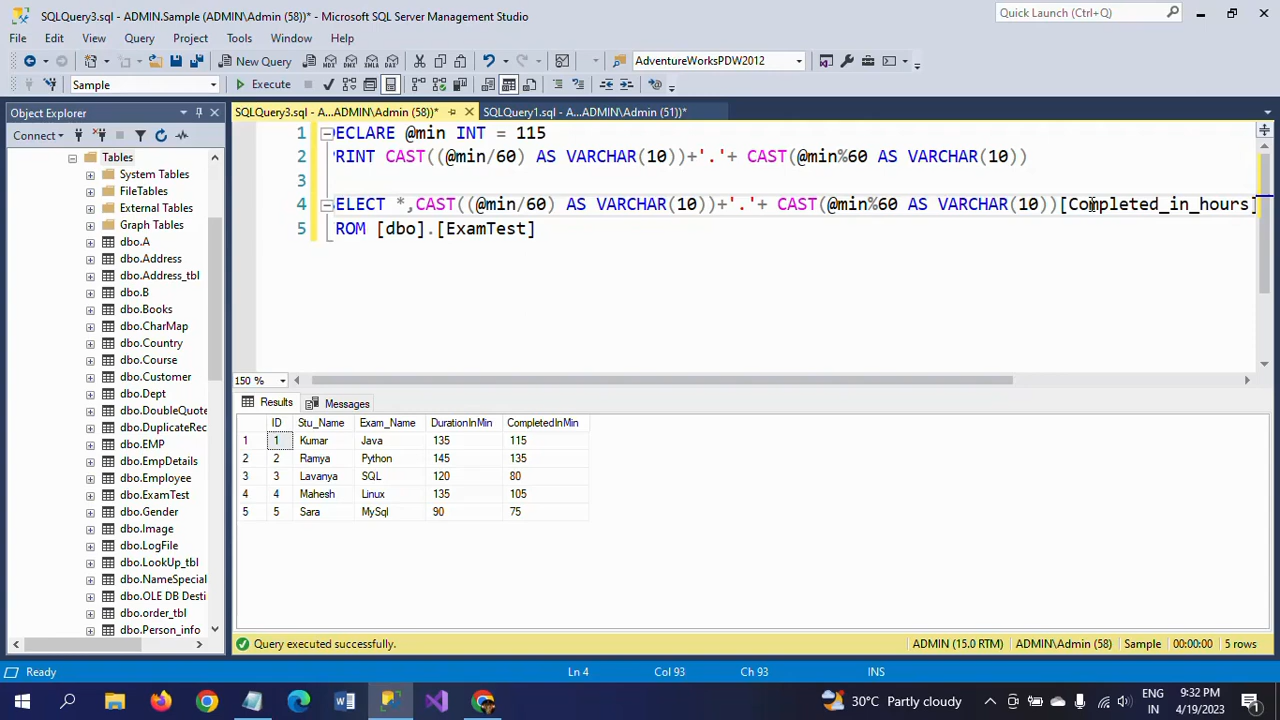 SQLQuery3.sql - ADMIN.Sample (ADMIN\Admin (58))* - Microsoft SQL Server Management Studio
Quick Launch (Ctrl+Q)
File Edit View Query Project Tools Window Help
New Query
AdventureWorksPDW2012
Sample
Execute
Object Explorer
SQLQuery3.sql - A...ADMIN\Admin (58))*
SQLQuery1.sql - A...ADMIN\Admin (51))*
Connect
Tables
System Tables
FileTables
External Tables
Graph Tables
dbo.A
dbo.Address
dbo.Address_tbl
dbo.B
dbo.Books
dbo.CharMap
dbo.Country
dbo.Course
dbo.Customer
dbo.Dept
dbo.DoubleQuote
dbo.DuplicateRec
dbo.EMP
dbo.EmpDetails
dbo.Employee
dbo.ExamTest
dbo.Gender
dbo.Image
dbo.LogFile
dbo.LookUp_tbl
dbo.NameSpecial
dbo.OLE DB Desti
dbo.order_tbl
dbo.Person_info
1 ECLARE @min INT = 115
2 RINT CAST((@min/60) AS VARCHAR(10))+'.'+ CAST(@min%60 AS VARCHAR(10))
3
4 ELECT *,CAST((@min/60) AS VARCHAR(10))+'.'+ CAST(@min%60 AS VARCHAR(10))[Completed_in_hours]
5 ROM [dbo].[ExamTest]
150 %
Results Messages
ID Stu_Name Exam_Name DurationInMin CompletedInMin
1 1 Kumar Java 135 115
2 2 Ramya Python 145 135
3 3 Lavanya SQL 120 80
4 4 Mahesh Linux 135 105
5 5 Sara MySql 90 75
Query executed successfully.
ADMIN (15.0 RTM) ADMIN\Admin (58) Sample 00:00:00 5 rows
Ready Ln 4 Col 93 Ch 93 INS
30°C Partly cloudy
ENG
IN
9:32 PM
4/19/2023
1